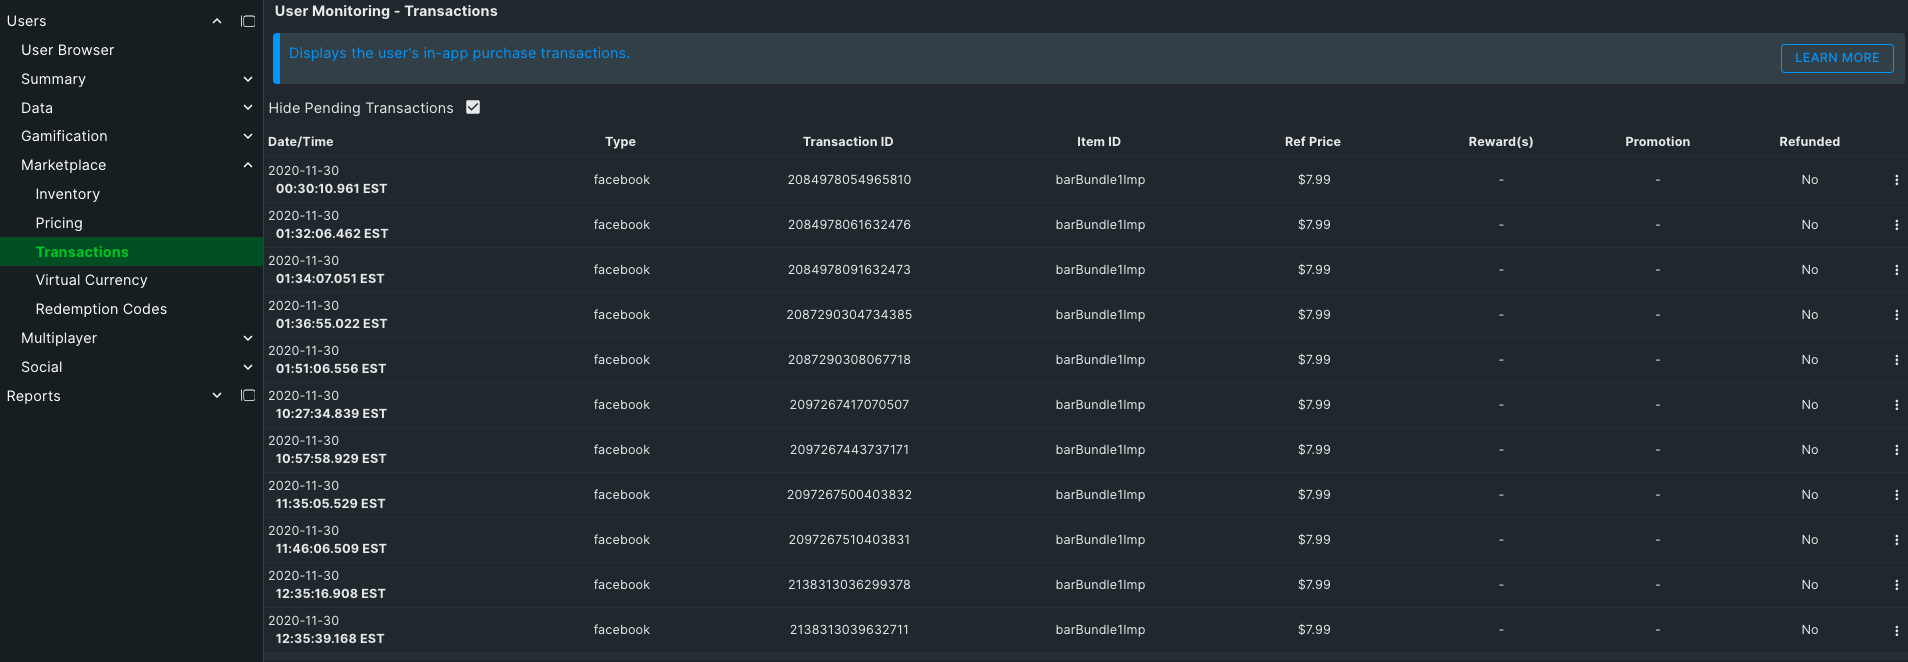 Users
User Browser
Summary
Data
Gamification
Marketplace
Inventory
Pricing
Transactions
Virtual Currency
Redemption Codes
Multiplayer
Social
Reports
User Monitoring - Transactions
Displays the user's in-app purchase transactions.
LEARN MORE
Hide Pending Transactions
Date/Time Type Transaction ID Item ID Ref Price Reward(s) Promotion Refunded
2020-11-30
00:30:10.961 EST facebook 2084978054965810 barBundle1Imp $7.99 - - No
2020-11-30
01:32:06.462 EST facebook 2084978061632476 barBundle1Imp $7.99 - - No
2020-11-30
01:34:07.051 EST facebook 2084978091632473 barBundle1Imp $7.99 - - No
2020-11-30
01:36:55.022 EST facebook 2087290304734385 barBundle1Imp $7.99 - - No
2020-11-30
01:51:06.556 EST facebook 2087290308067718 barBundle1Imp $7.99 - - No
2020-11-30
10:27:34.839 EST facebook 2097267417070507 barBundle1Imp $7.99 - - No
2020-11-30
10:57:58.929 EST facebook 2097267443737171 barBundle1Imp $7.99 - - No
2020-11-30
11:35:05.529 EST facebook 2097267500403832 barBundle1Imp $7.99 - - No
2020-11-30
11:46:06.509 EST facebook 2097267510403831 barBundle1Imp $7.99 - - No
2020-11-30
12:35:16.908 EST facebook 2138313036299378 barBundle1Imp $7.99 - - No
2020-11-30
12:35:39.168 EST facebook 2138313039632711 barBundle1Imp $7.99 - - No